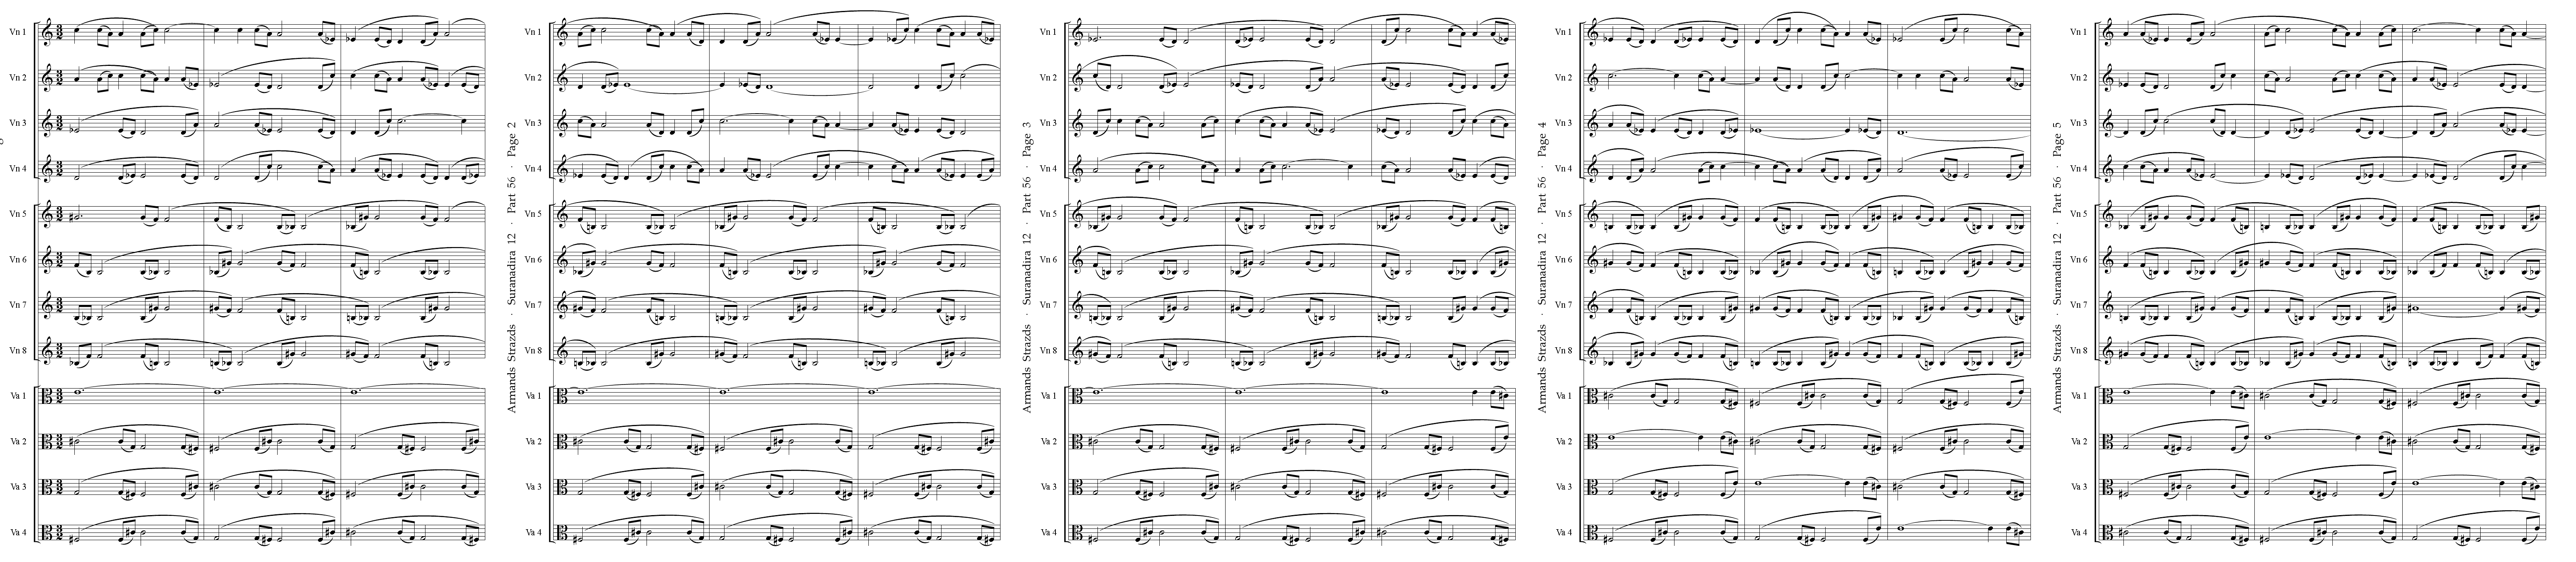 Vn 1
Vn 2
Vn 3
Vn 4
Vn 5
Vn 6
Vn 7
Vn 8
Va 1
Va 2
Va 3
Va 4
Armands Strazds · Suranadira 12 · Part 56 · Page 2
Vn 1
Vn 2
Vn 3
Vn 4
Vn 5
Vn 6
Vn 7
Vn 8
Va 1
Va 2
Va 3
Va 4
Armands Strazds · Suranadira 12 · Part 56 · Page 3
Vn 1
Vn 2
Vn 3
Vn 4
Vn 5
Vn 6
Vn 7
Vn 8
Va 1
Va 2
Va 3
Va 4
Armands Strazds · Suranadira 12 · Part 56 · Page 4
Vn 1
Vn 2
Vn 3
Vn 4
Vn 5
Vn 6
Vn 7
Vn 8
Va 1
Va 2
Va 3
Va 4
Armands Strazds · Suranadira 12 · Part 56 · Page 5
Vn 1
Vn 2
Vn 3
Vn 4
Vn 5
Vn 6
Vn 7
Vn 8
Va 1
Va 2
Va 3
Va 4